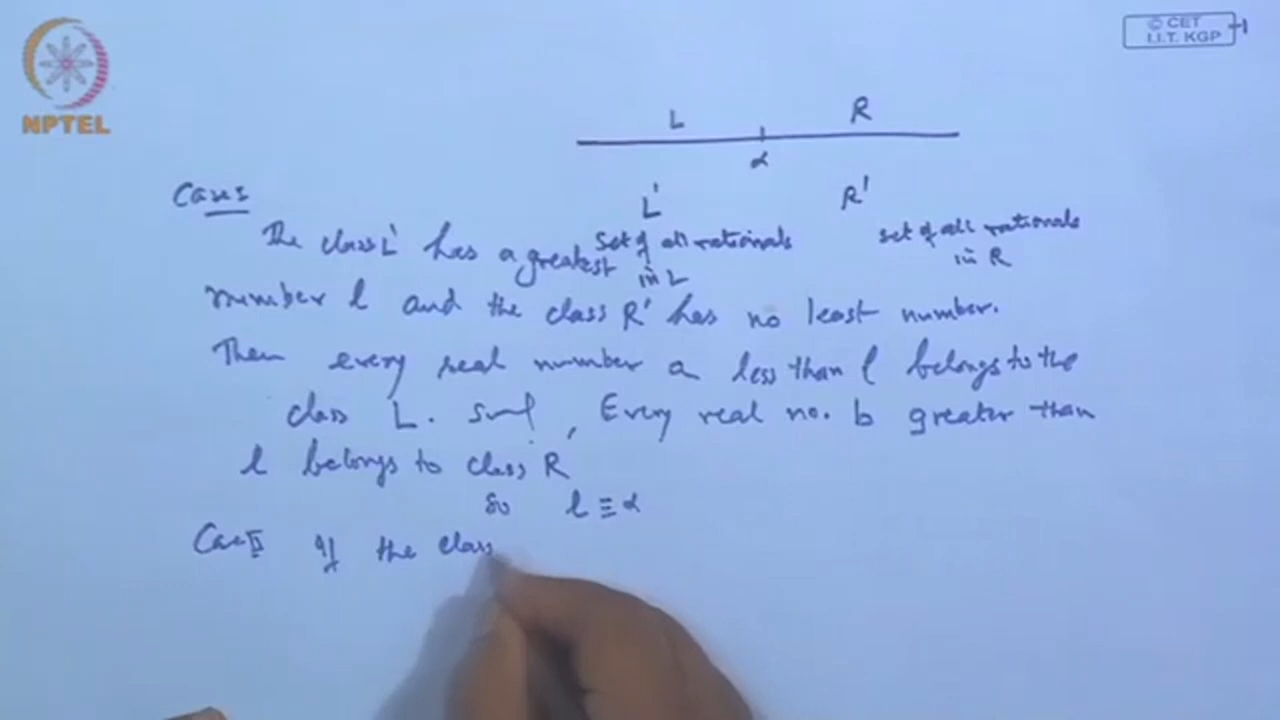 © CET
I.I.T. KGP
NPTEL
L R
α
L' R'
Set of all rationals
in L
set of all rationals
in R
Case I
The class L' has a greatest
number l and the class R' has no least number.
Then every real number a less than l belongs to the
class L. , Every real no. b greater than
l belongs to class R
so l ≡ α
Case II If the class